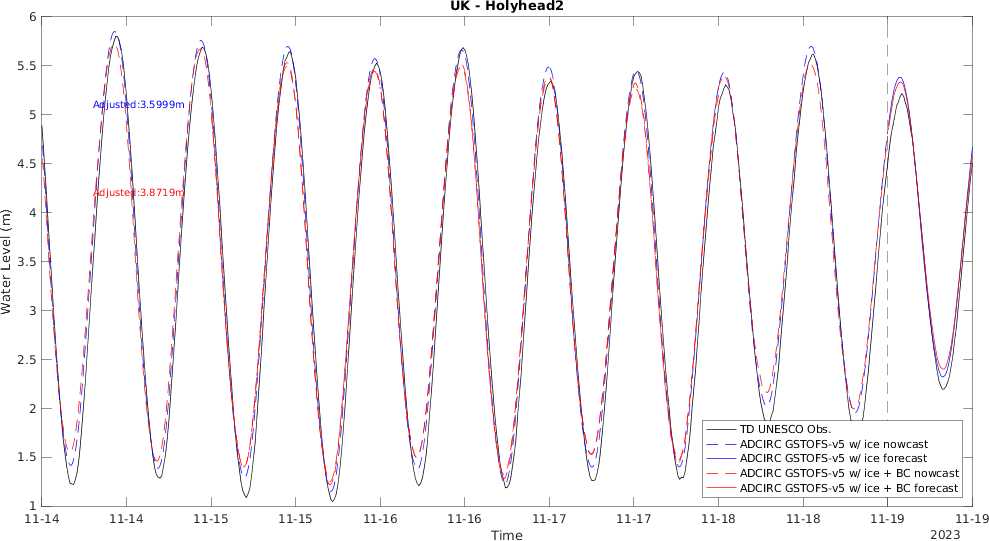 UK - Holyhead2
6
5.5
5
4.5
4
3.5
3
2.5
2
1.5
1
Water Level (m)
Adjusted:3.5999m
Adjusted:3.8719m
TD UNESCO Obs.
ADCIRC GSTOFS-v5 w/ ice nowcast
ADCIRC GSTOFS-v5 w/ ice forecast
ADCIRC GSTOFS-v5 w/ ice + BC nowcast
ADCIRC GSTOFS-v5 w/ ice + BC forecast
11-14 11-14 11-15 11-15 11-16 11-16 11-17 11-17 11-18 11-18 11-19 11-19
Time
2023